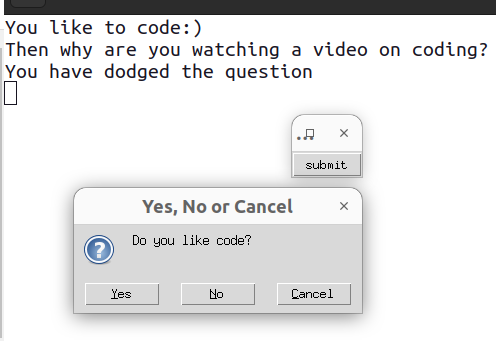 You like to code:)
Then why are you watching a video on coding?
You have dodged the question
submit
Yes, No or Cancel
Do you like code?
Yes
No
Cancel